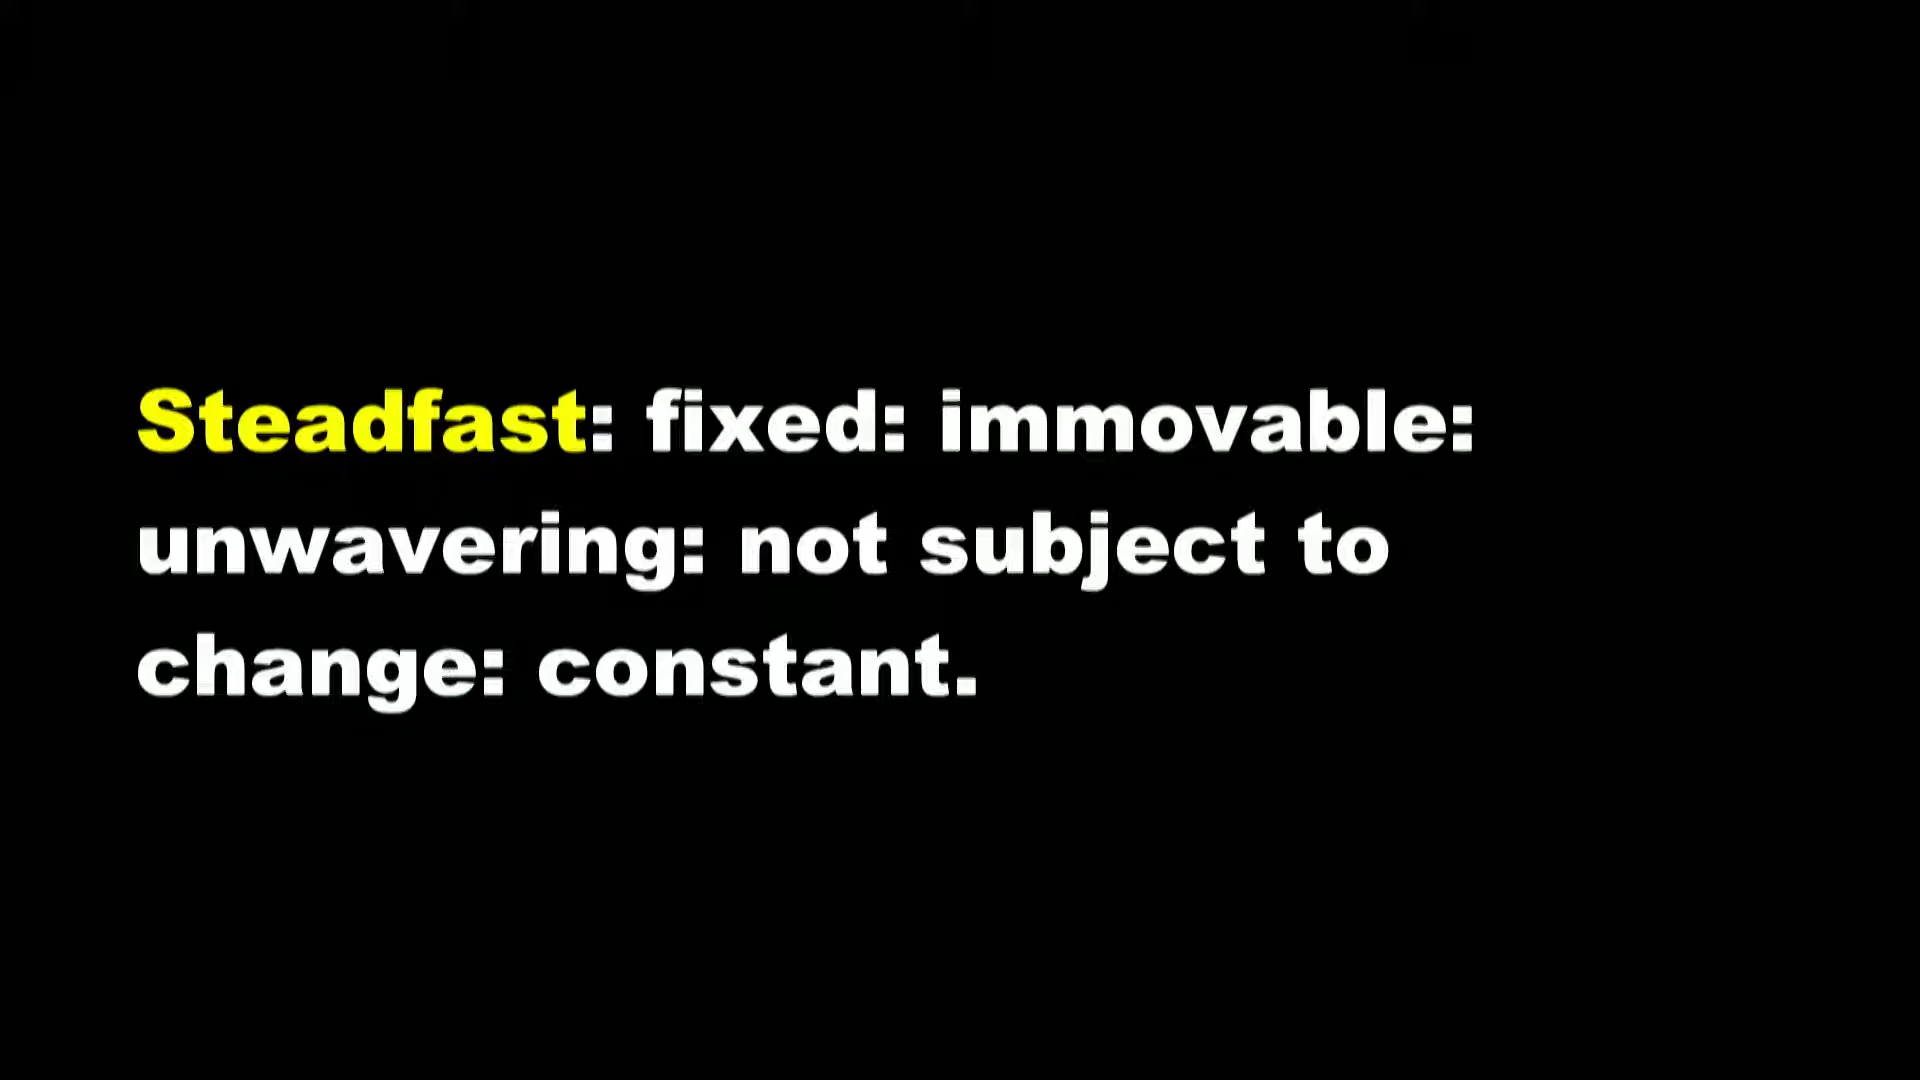 Steadfast: fixed: immovable:
unwavering: not subject to
change: constant.